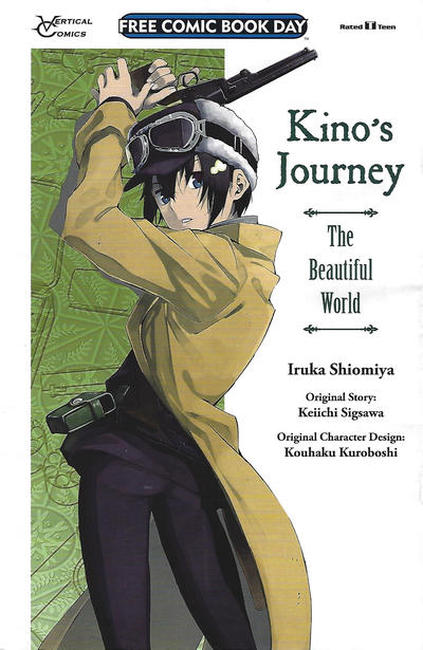 VERTICAL COMICS
FREE COMIC BOOK DAY
Rated T Teen
Kino's
Journey
The
Beautiful
World
Iruka Shiomiya
Original Story:
Keiichi Sigsawa
Original Character Design:
Kouhaku Kuroboshi